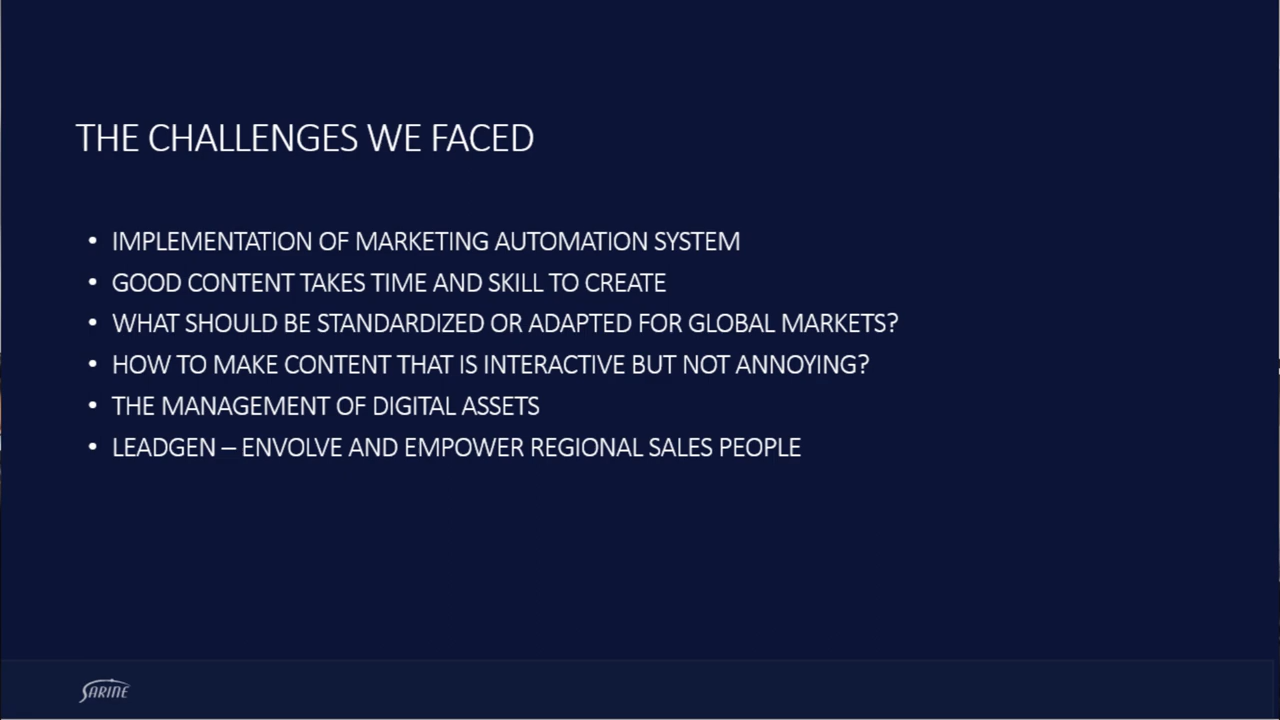 THE CHALLENGES WE FACED
• IMPLEMENTATION OF MARKETING AUTOMATION SYSTEM
• GOOD CONTENT TAKES TIME AND SKILL TO CREATE
• WHAT SHOULD BE STANDARDIZED OR ADAPTED FOR GLOBAL MARKETS?
• HOW TO MAKE CONTENT THAT IS INTERACTIVE BUT NOT ANNOYING?
• THE MANAGEMENT OF DIGITAL ASSETS
• LEADGEN – ENVOLVE AND EMPOWER REGIONAL SALES PEOPLE
SARINE